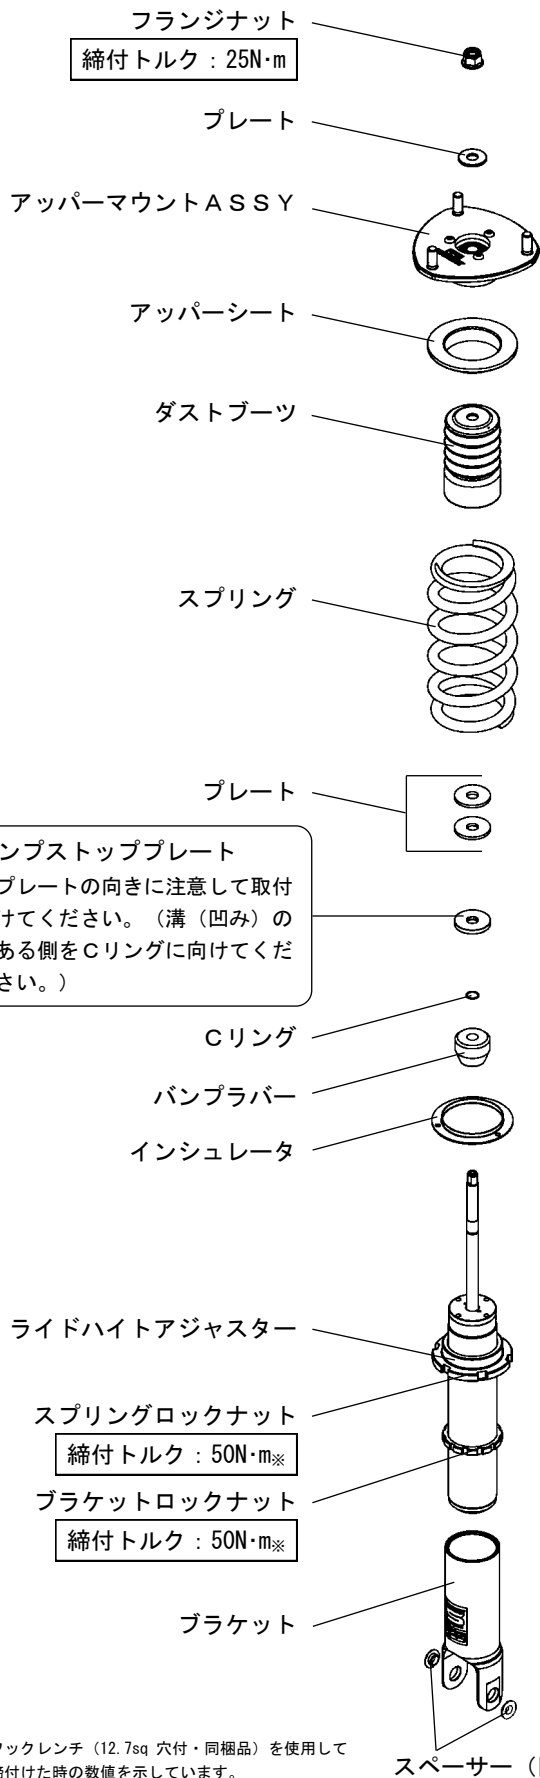 フランジナット
締付トルク：25N・m
プレート
アッパーマウントＡＳＳＹ
アッパーシート
ダストブーツ
スプリング
プレート
ンプストッププレート
プレートの向きに注意して取付
けてください。（溝（凹み）の
ある側をＣリングに向けてくだ
さい。）
Ｃリング
バンプラバー
インシュレータ
ライドハイトアジャスター
スプリングロックナット
締付トルク：50N・m※
ブラケットロックナット
締付トルク：50N・m※
ブラケット
フックレンチ（12.7sq 穴付・同梱品）を使用して
締付けた時の数値を示しています。
スペーサー（